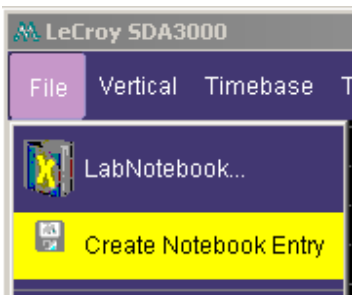 LeCroy SDA3000
File Vertical Timebase T
LabNotebook...
Create Notebook Entry